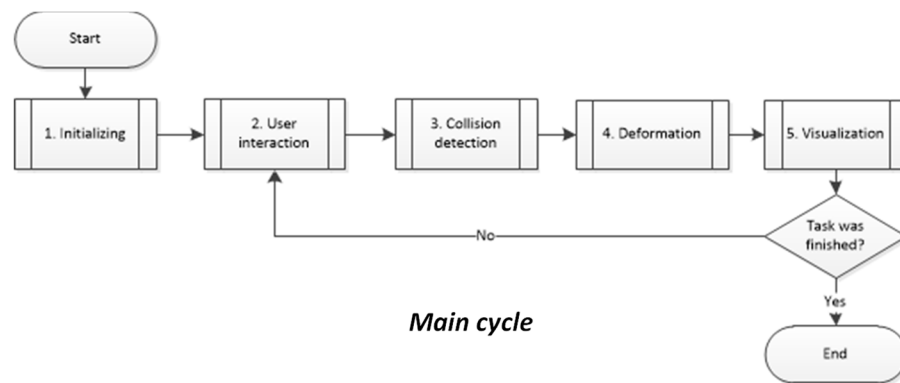 Start
1. Initializing
2. User
interaction
3. Collision
detection
4. Deformation
5. Visualization
Task was
finished?
No
Yes
Main cycle
End